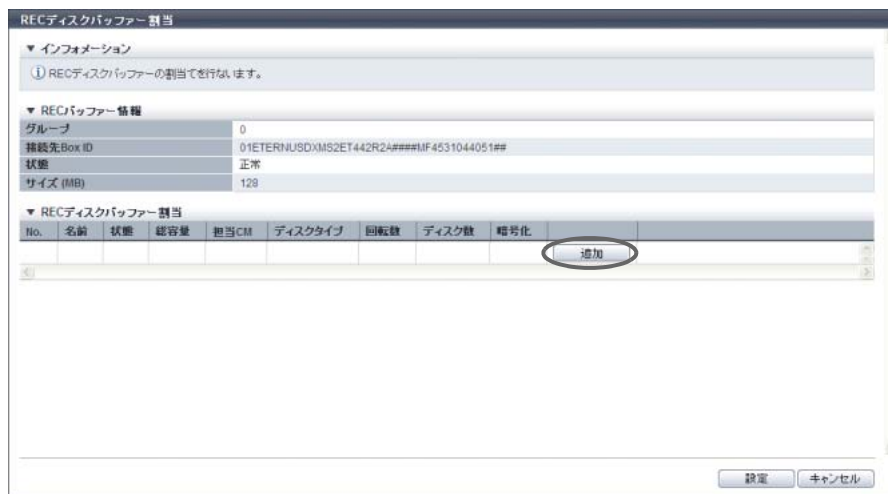 RECディスクバッファー割当
▼ インフォメーション
RECディスクバッファーの割当てを行ないます。
▼ RECバッファー情報
グループ 0
接続先Box ID 01ETERNUSDXMS2ET442R2A####MF4531044051##
状態 正常
サイズ (MB) 128
▼ RECディスクバッファー割当
No. 名前 状態 総容量 担当CM ディスクタイプ 回転数 ディスク数 暗号化
追加
設定 キャンセル